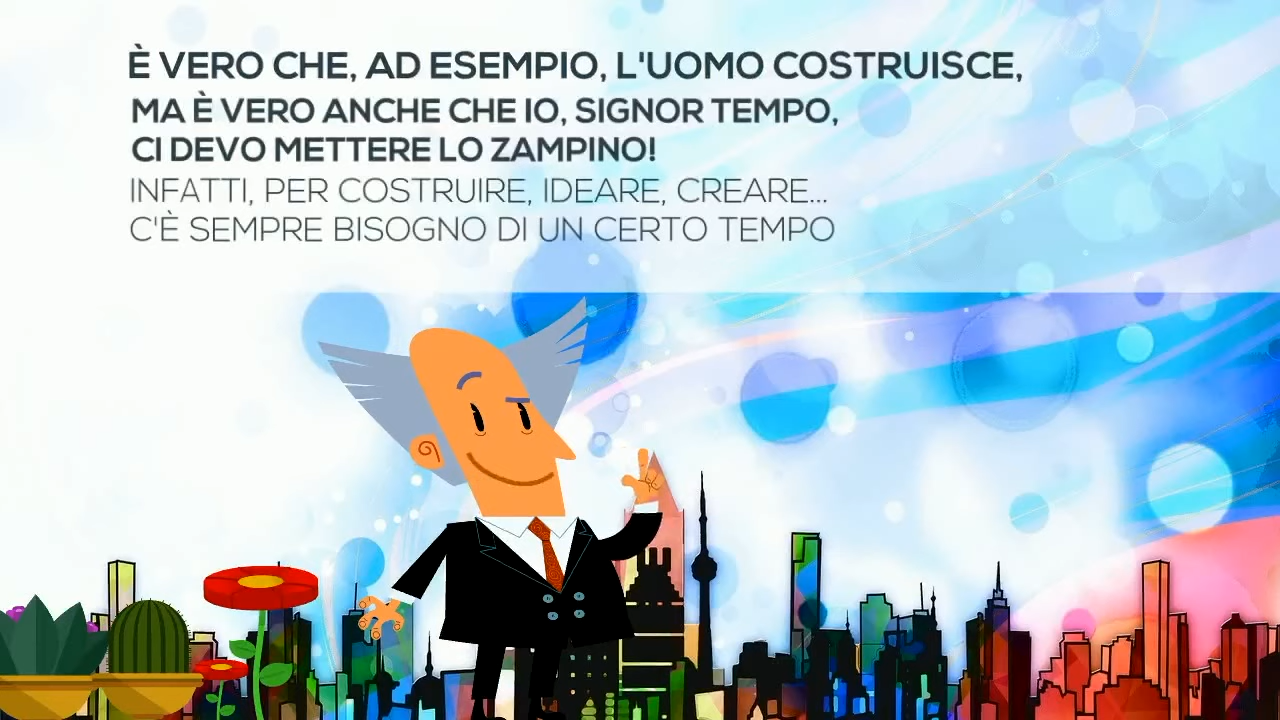 È VERO CHE, AD ESEMPIO, L'UOMO COSTRUISCE,
MA È VERO ANCHE CHE IO, SIGNOR TEMPO,
CI DEVO METTERE LO ZAMPINO!
INFATTI, PER COSTRUIRE, IDEARE, CREARE...
C'È SEMPRE BISOGNO DI UN CERTO TEMPO